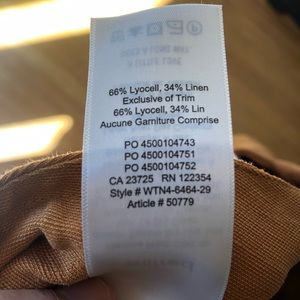 66% Lyocell, 34% Linen
Exclusive of Trim
66% Lyocell, 34% Lin
Aucune Garniture Comprise
PO 4500104743
PO 4500104751
PO 4500104752
CA 23725 RN 122354
Style # WTN4-6464-29
Article # 50779